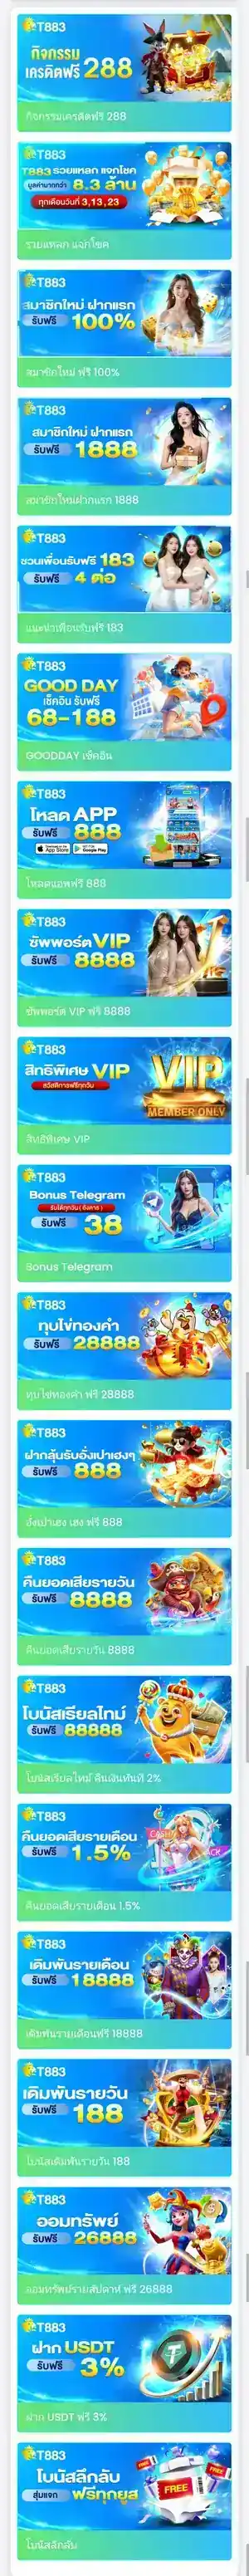 T883
กิจกรรม
เครดิตฟรี 288
กิจกรรมเครดิตฟรี 288
T883
T883 รวยแหลก แจกโชค
มูลค่ามากกว่า 8.3 ล้าน
ทุกเดือนวันที่ 3,13,23
รวยแหลก แจกโชค
T883
สมาชิกใหม่ ฝากแรก
รับฟรี 100%
สมาชิกใหม่ ฟรี 100%
T883
สมาชิกใหม่ ฝากแรก
รับฟรี 1888
สมาชิกใหม่ฝากแรก 1888
T883
ชวนเพื่อนรับฟรี 183
รับฟรี 4 ต่อ
แนะนำเพื่อนรับฟรี 183
T883
GOOD DAY
เช็คอิน รับฟรี
68-188
GOODDAY เช็คอิน
T883
โหลด APP
รับฟรี 888
App Store
Google Play
โหลดแอพฟรี 888
T883
ซัพพอร์ต VIP
รับฟรี 8888
ซัพพอร์ต VIP ฟรี 8888
T883
สิทธิพิเศษ VIP
สวัสดิการฟรีทุกวัน
VIP
MEMBER ONLY
สิทธิพิเศษ VIP
T883
Bonus Telegram
รับได้ทุกวัน ( อังคาร )
รับฟรี 38
Bonus Telegram
T883
ทุบไข่ทองคำ
รับฟรี 28888
ทุบไข่ทองคำ ฟรี 28888
T883
ฝากลุ้นรับอั่งเปาเฮงๆ
รับฟรี 888
อั่งเปาเฮง เฮง ฟรี 888
T883
คืนยอดเสียรายวัน
รับฟรี 8888
คืนยอดเสียรายวัน 8888
T883
โบนัสเรียลไทม์
รับฟรี 88888
โบนัสเรียลไทม์ คืนเงินทันที 2%
T883
คืนยอดเสียรายเดือน
รับฟรี 1.5%
คืนยอดเสียรายเดือน 1.5%
T883
เดิมพันรายเดือน
รับฟรี 18888
เดิมพันรายเดือนฟรี 18888
T883
เดิมพันรายวัน
รับฟรี 188
โบนัสเดิมพันรายวัน 188
T883
ออมทรัพย์
รับฟรี 26888
ออมทรัพย์รายสัปดาห์ ฟรี 26888
T883
ฝาก USDT
รับฟรี 3%
ฝาก USDT ฟรี 3%
T883
โบนัสลึกลับ
สุ่มแจก ฟรีทุกยูส
FREE
FREE
โบนัสลึกลับ